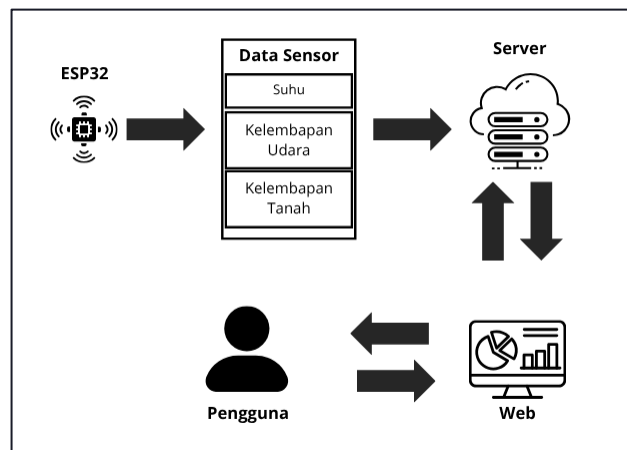 ESP32
Data Sensor
Suhu
Kelembapan
Udara
Kelembapan
Tanah
Server
Pengguna
Web